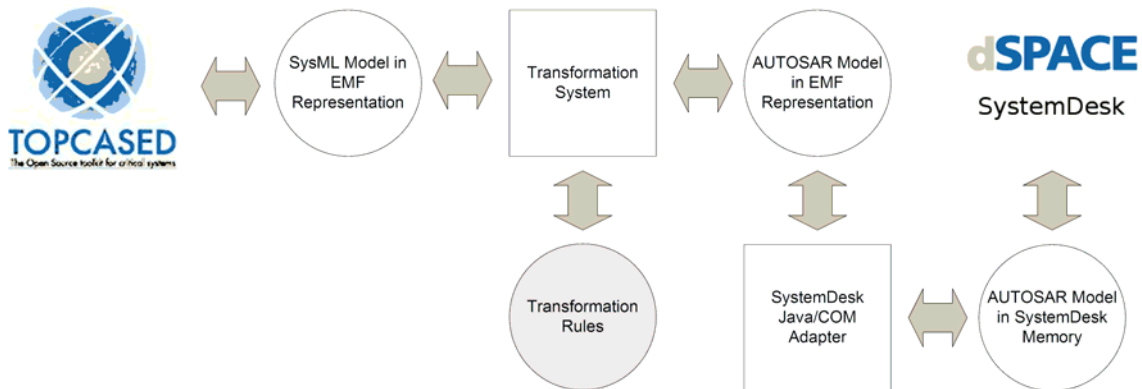 TOPCASED
The Open Source toolkit for critical systems
SysML Model in
EMF
Representation
Transformation
System
AUTOSAR Model
in EMF
Representation
dSPACE
SystemDesk
Transformation
Rules
SystemDesk
Java/COM
Adapter
AUTOSAR Model
in SystemDesk
Memory